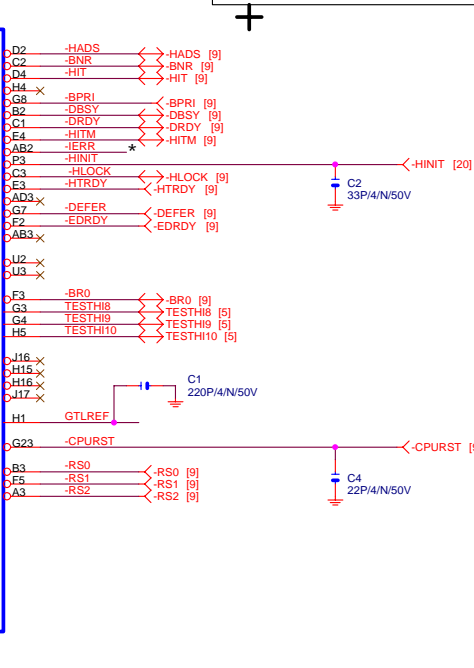 D2 -HADS -HADS [9]
C2 -BNR -BNR [9]
D4 -HIT -HIT [9]
H4
G8 -BPRI -BPRI [9]
B2 -DBSY -DBSY [9]
C1 -DRDY -DRDY [9]
E4 -HITM -HITM [9]
AB2 -IERR *
P3 -HINIT -HINIT [20]
C3 -HLOCK -HLOCK [9]
E3 -HTRDY -HTRDY [9]
C2
33P/4/N/50V
AD3
G7 -DEFER -DEFER [9]
F2 -EDRDY -EDRDY [9]
AB3
U2
U3
F3 -BR0 -BR0 [9]
G3 TESTHI8 TESTHI8 [5]
G4 TESTHI9 TESTHI9 [5]
H5 TESTHI10 TESTHI10 [5]
J16
H15
H16
J17
C1
220P/4/N/50V
H1 GTLREF
G23 -CPURST -CPURST
B3 -RS0 -RS0 [9]
F5 -RS1 -RS1 [9]
A3 -RS2 -RS2 [9]
C4
22P/4/N/50V